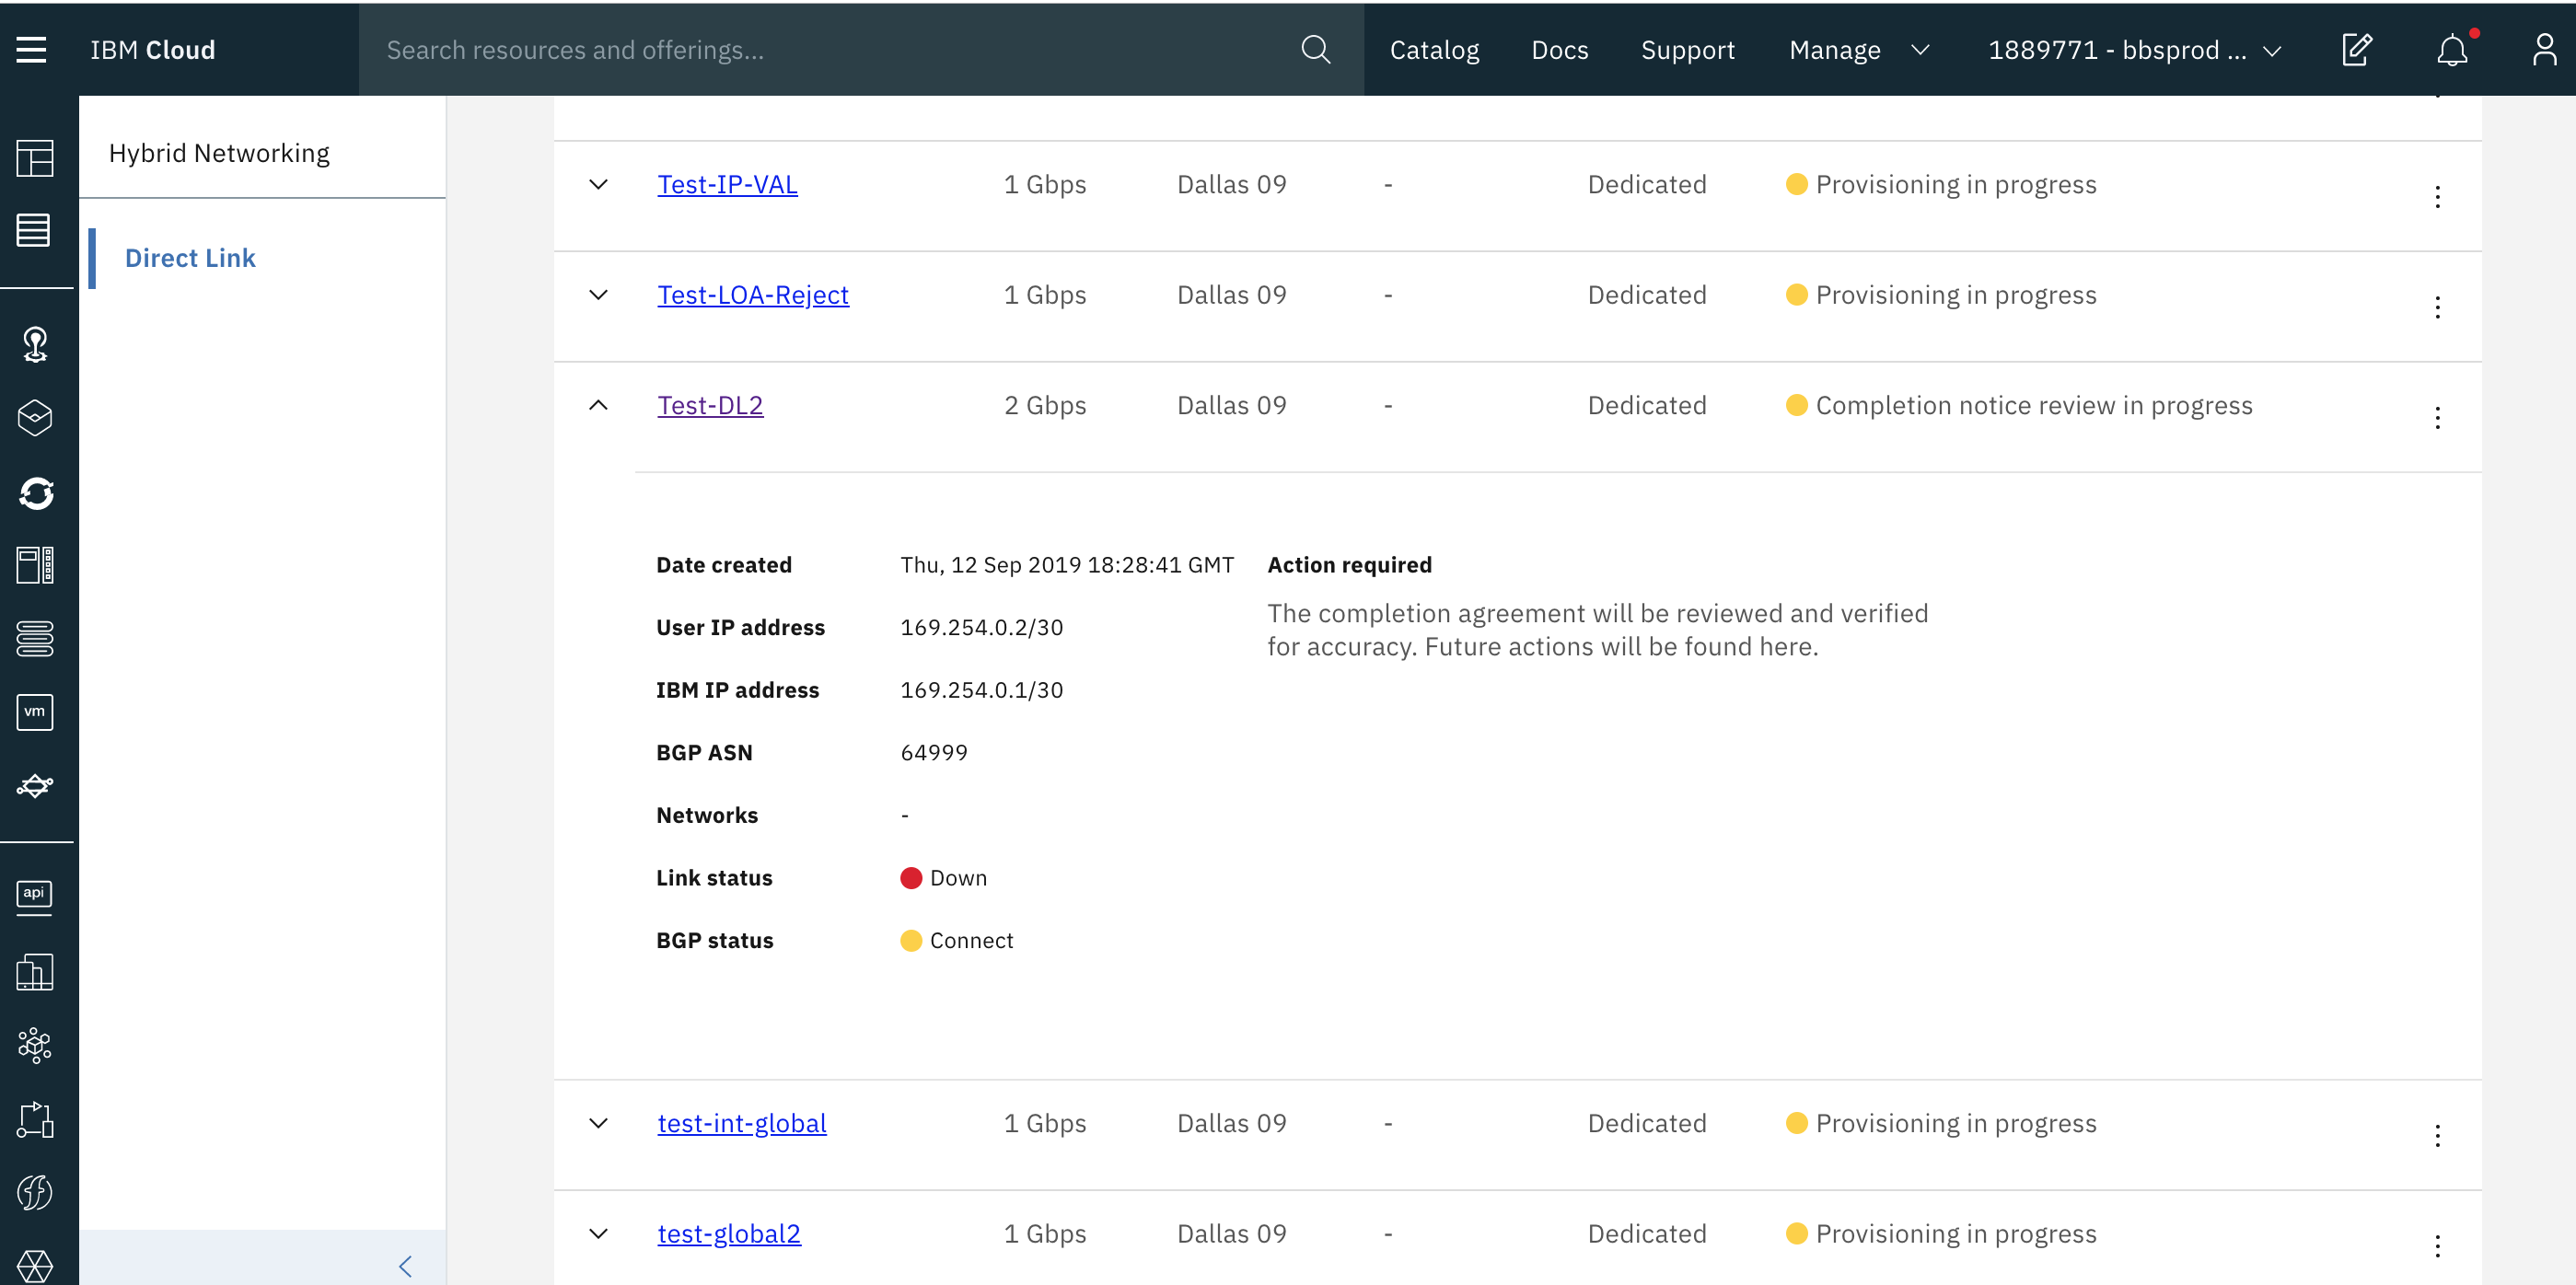 IBM Cloud
Search resources and offerings...
Catalog
Docs
Support
Manage
1889771 - bbsprod ...
Hybrid Networking
Direct Link
vm
api
Test-IP-VAL 1 Gbps Dallas 09 - Dedicated Provisioning in progress
Test-LOA-Reject 1 Gbps Dallas 09 - Dedicated Provisioning in progress
Test-DL2 2 Gbps Dallas 09 - Dedicated Completion notice review in progress
Date created Thu, 12 Sep 2019 18:28:41 GMT
User IP address 169.254.0.2/30
IBM IP address 169.254.0.1/30
BGP ASN 64999
Networks -
Link status Down
BGP status Connect
Action required
The completion agreement will be reviewed and verified
for accuracy. Future actions will be found here.
test-int-global 1 Gbps Dallas 09 - Dedicated Provisioning in progress
test-global2 1 Gbps Dallas 09 - Dedicated Provisioning in progress